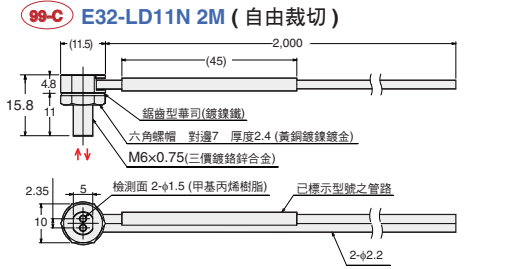 99-C E32-LD11N 2M ( 自由裁切 )
(11.5) 2,000
(45)
4.8
15.8
11
鋸齒型華司(鍍鎳鐵)
六角螺帽 對邊7 厚度2.4 (黃銅鍍鎳鍍金)
M6×0.75(三價鍍鉻鋅合金)
2.35 5 檢測面 2-φ1.5 (甲基丙烯樹脂) 已標示型號之管路
10
2-φ2.2